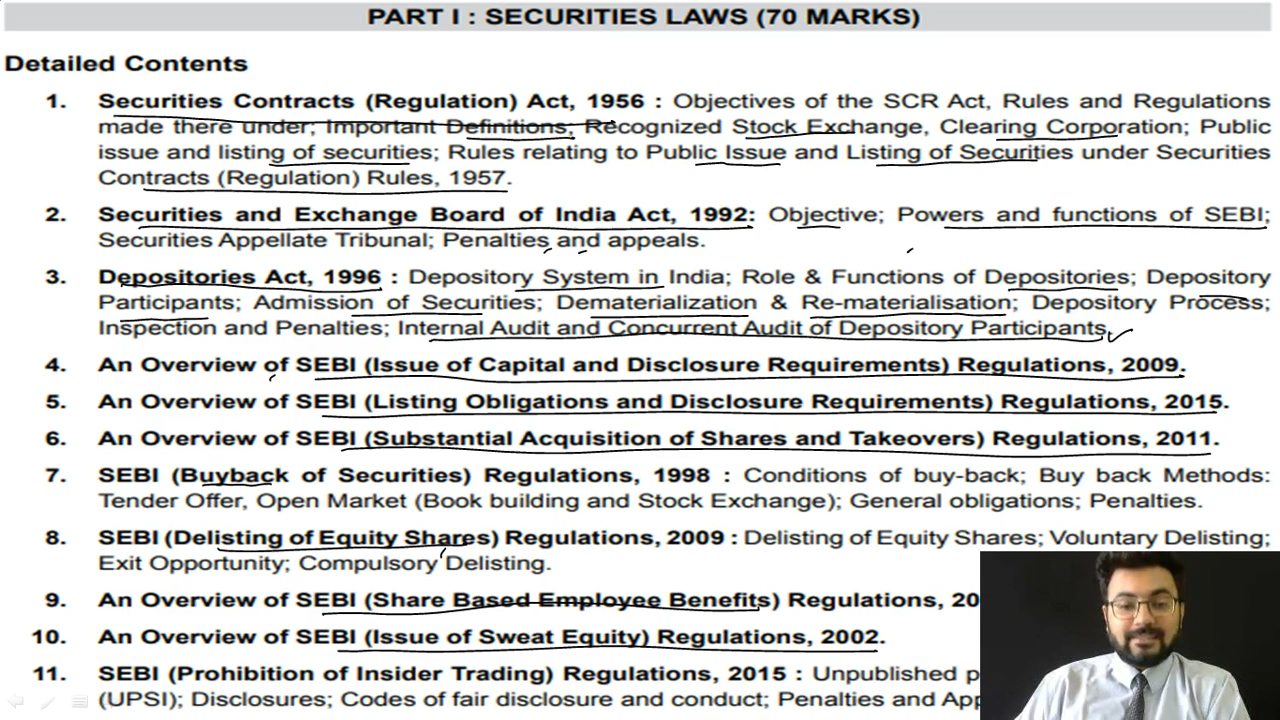 PART I : SECURITIES LAWS (70 MARKS)
Detailed Contents
1. Securities Contracts (Regulation) Act, 1956 : Objectives of the SCR Act, Rules and Regulations
made there under; Important Definitions; Recognized Stock Exchange, Clearing Corporation; Public
issue and listing of securities; Rules relating to Public Issue and Listing of Securities under Securities
Contracts (Regulation) Rules, 1957.
2. Securities and Exchange Board of India Act, 1992: Objective; Powers and functions of SEBI;
Securities Appellate Tribunal; Penalties and appeals.
3. Depositories Act, 1996 : Depository System in India; Role & Functions of Depositories; Depository
Participants; Admission of Securities; Dematerialization & Re-materialisation; Depository Process;
Inspection and Penalties; Internal Audit and Concurrent Audit of Depository Participants.
4. An Overview of SEBI (Issue of Capital and Disclosure Requirements) Regulations, 2009.
5. An Overview of SEBI (Listing Obligations and Disclosure Requirements) Regulations, 2015.
6. An Overview of SEBI (Substantial Acquisition of Shares and Takeovers) Regulations, 2011.
7. SEBI (Buyback of Securities) Regulations, 1998 : Conditions of buy-back; Buy back Methods:
Tender Offer, Open Market (Book building and Stock Exchange); General obligations; Penalties.
8. SEBI (Delisting of Equity Shares) Regulations, 2009 : Delisting of Equity Shares; Voluntary Delisting;
Exit Opportunity; Compulsory Delisting.
9. An Overview of SEBI (Share Based Employee Benefits) Regulations, 20
10. An Overview of SEBI (Issue of Sweat Equity) Regulations, 2002.
11. SEBI (Prohibition of Insider Trading) Regulations, 2015 : Unpublished p
(UPSI); Disclosures; Codes of fair disclosure and conduct; Penalties and App